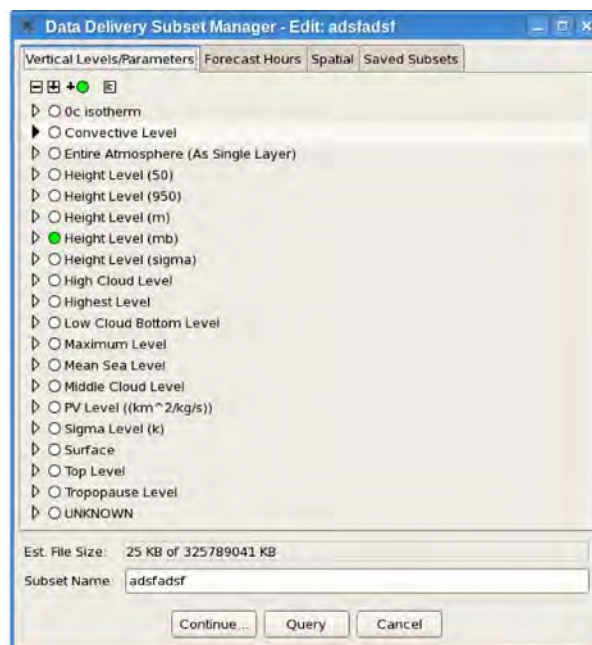 Data Delivery Subset Manager - Edit: adsfadsf
Vertical Levels/Parameters Forecast Hours Spatial Saved Subsets
0c isotherm
Convective Level
Entire Atmosphere (As Single Layer)
Height Level (50)
Height Level (950)
Height Level (m)
Height Level (mb)
Height Level (sigma)
High Cloud Level
Highest Level
Low Cloud Bottom Level
Maximum Level
Mean Sea Level
Middle Cloud Level
PV Level ((km^2/kg/s))
Sigma Level (k)
Surface
Top Level
Tropopause Level
UNKNOWN
Est. File Size: 25 KB of 325789041 KB
Subset Name: adsfadsf
Continue... Query Cancel